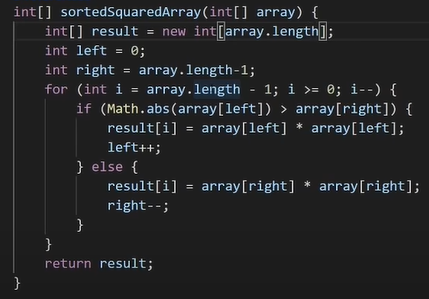 int[] sortedSquaredArray(int[] array) {
    int[] result = new int[array.length];
    int left = 0;
    int right = array.length-1;
    for (int i = array.length - 1; i >= 0; i--) {
        if (Math.abs(array[left]) > array[right]) {
            result[i] = array[left] * array[left];
            left++;
        } else {
            result[i] = array[right] * array[right];
            right--;
        }
    }
    return result;
}